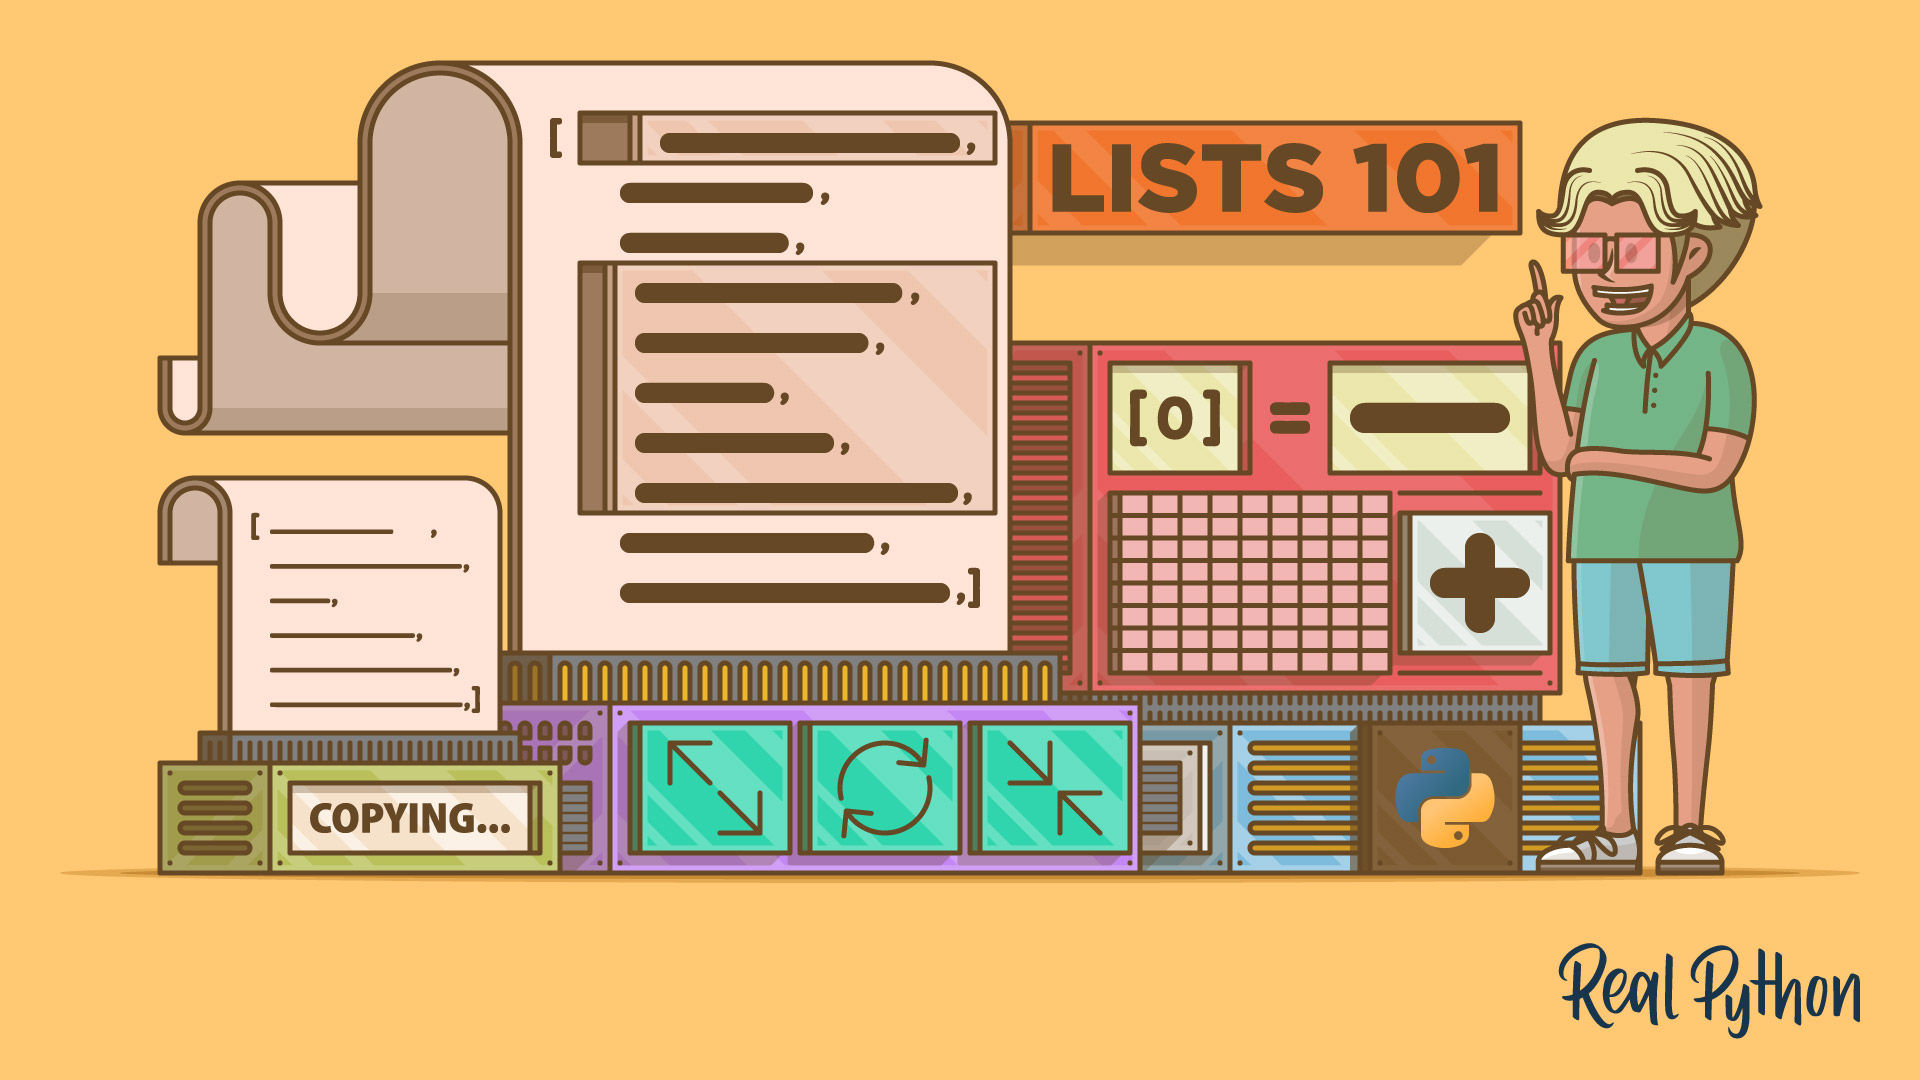 LISTS 101
[0] =
COPYING...
Real Python